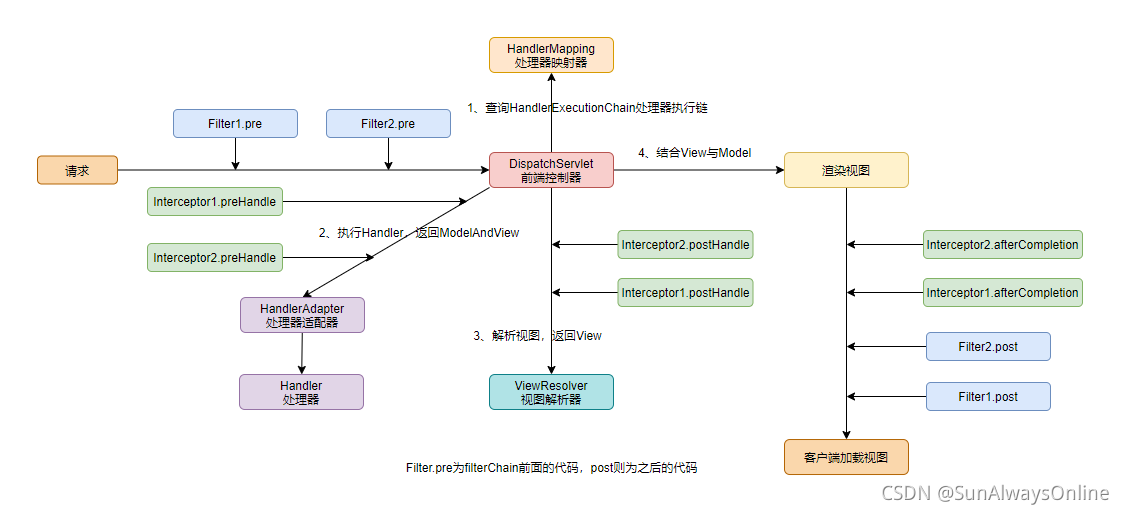 HandlerMapping
处理器映射器
1、查询HandlerExecutionChain处理器执行链
Filter1.pre
Filter2.pre
请求
DispatchServlet
前端控制器
4、结合View与Model
渲染视图
Interceptor1.preHandle
2、执行Handler，返回ModelAndView
Interceptor2.preHandle
Interceptor2.postHandle
Interceptor2.afterCompletion
Interceptor1.postHandle
Interceptor1.afterCompletion
HandlerAdapter
处理器适配器
3、解析视图，返回View
Filter2.post
Handler
处理器
ViewResolver
视图解析器
Filter1.post
客户端加载视图
Filter.pre为filterChain前面的代码，post则为之后的代码
CSDN @SunAlwaysOnline